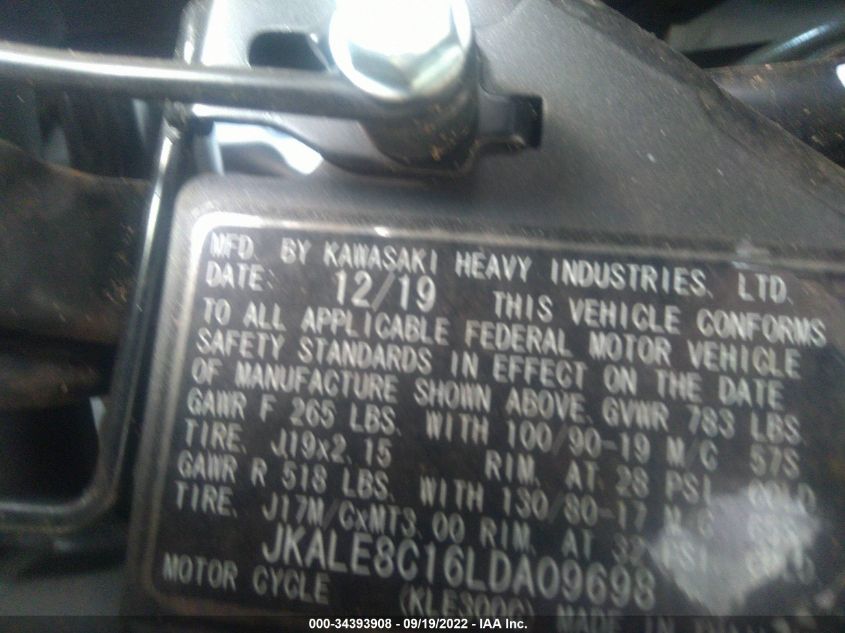 MFD. BY KAWASAKI HEAVY INDUSTRIES, LTD.
DATE: 12/19 THIS VEHICLE CONFORMS
TO ALL APPLICABLE FEDERAL MOTOR VEHICLE
SAFETY STANDARDS IN EFFECT ON THE DATE
OF MANUFACTURE SHOWN ABOVE. GVWR 783 LBS.
GAWR F 265 LBS. WITH 100/90-19 M/C 57S
TIRE, J19x2.15 RIM, AT 28 PSI COLD
GAWR R 518 LBS. WITH 130/80-17 M/C
TIRE, J17M/CxMT3.00 RIM, AT
JKALE8C16LDA09698
MOTOR CYCLE (KLE300C) MADE IN
000-34393908 - 09/19/2022 - IAA Inc.